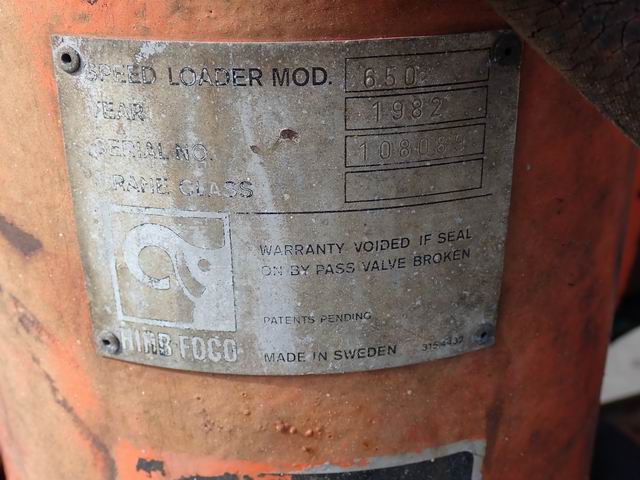 SPEED LOADER MOD. 650
YEAR 1982
SERIAL NO.
CRANE CLASS
WARRANTY VOIDED IF SEAL
ON BY PASS VALVE BROKEN
PATENTS PENDING
HIAB-FOCO
MADE IN SWEDEN